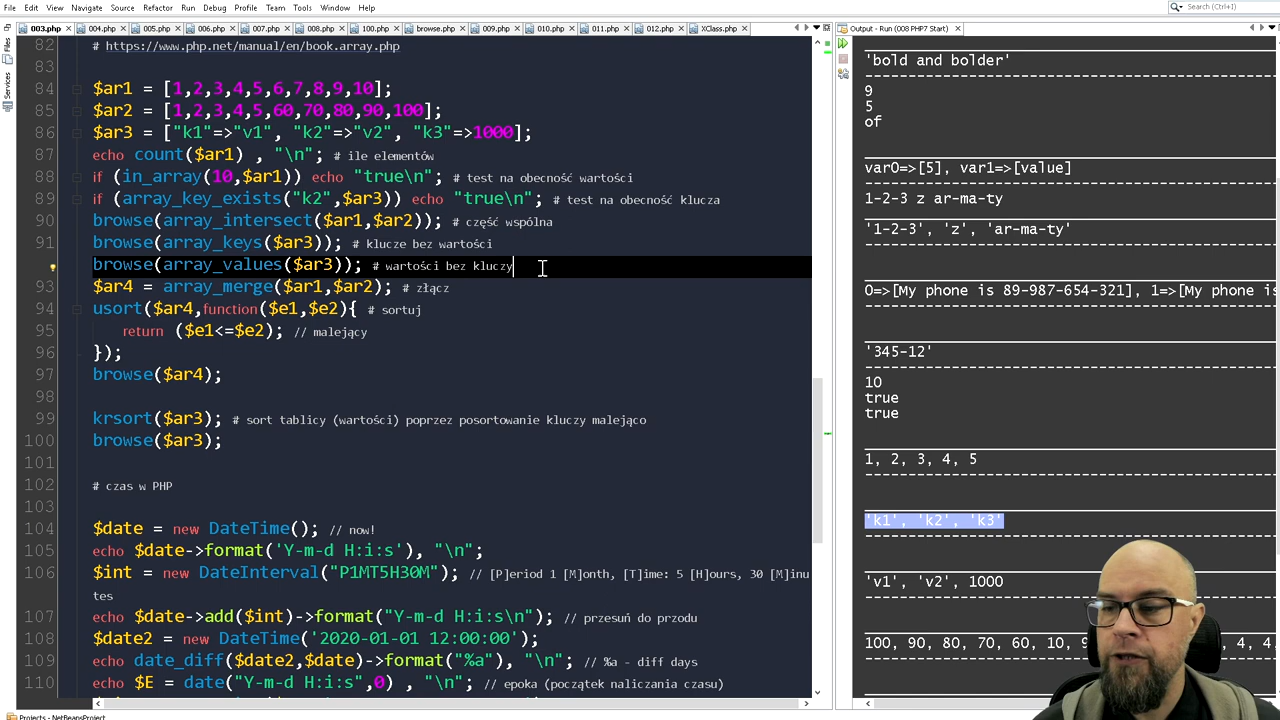 File Edit View Navigate Source Refactor Run Debug Profile Team Tools Window Help
Search (Ctrl+I)
003.php 004.php 005.php 006.php 007.php 008.php 100.php browse.php 009.php 010.php 011.php 012.php XClass.php
Output - Run (008 PHP7 Start)
Files
Services
82 # https://www.php.net/manual/en/book.array.php
83
84 $ar1 = [1,2,3,4,5,6,7,8,9,10];
85 $ar2 = [1,2,3,4,5,60,70,80,90,100];
86 $ar3 = ["k1"=>"v1", "k2"=>"v2", "k3"=>1000];
87 echo count($ar1) , "\n"; # ile elementów
88 if (in_array(10,$ar1)) echo "true\n"; # test na obecność wartości
89 if (array_key_exists("k2",$ar3)) echo "true\n"; # test na obecność klucza
90 browse(array_intersect($ar1,$ar2)); # część wspólna
91 browse(array_keys($ar3)); # klucze bez wartości
browse(array_values($ar3)); # wartości bez kluczy
93 $ar4 = array_merge($ar1,$ar2); # złącz
94 usort($ar4,function($e1,$e2){ # sortuj
95 return ($e1<=$e2); // malejący
96 });
97 browse($ar4);
98
99 krsort($ar3); # sort tablicy (wartości) poprzez posortowanie kluczy malejąco
100 browse($ar3);
101
102 # czas w PHP
103
104 $date = new DateTime(); // now!
105 echo $date->format('Y-m-d H:i:s'), "\n";
106 $int = new DateInterval("P1MT5H30M"); // [P]eriod 1 [M]onth, [T]ime: 5 [H]ours, 30 [M]inu
tes
107 echo $date->add($int)->format("Y-m-d H:i:s\n"); // przesuń do przodu
108 $date2 = new DateTime('2020-01-01 12:00:00');
109 echo date_diff($date2,$date)->format("%a"), "\n"; // %a - diff days
110 $E = date("Y-m-d H:i:s",0) , "\n"; // epoka (początek naliczania czasu)
'bold and bolder'
9
5
of
var0=>[5], var1=>[value]
1-2-3 z ar-ma-ty
'1-2-3', 'z', 'ar-ma-ty'
0=>[My phone is 89-987-654-321], 1=>[My phone is
'345-12'
10
true
true
1, 2, 3, 4, 5
'k1', 'k2', 'k3'
'v1', 'v2', 1000
100, 90, 80, 70, 60, 10, 9
4, 4,
Projects - NetBeansProject